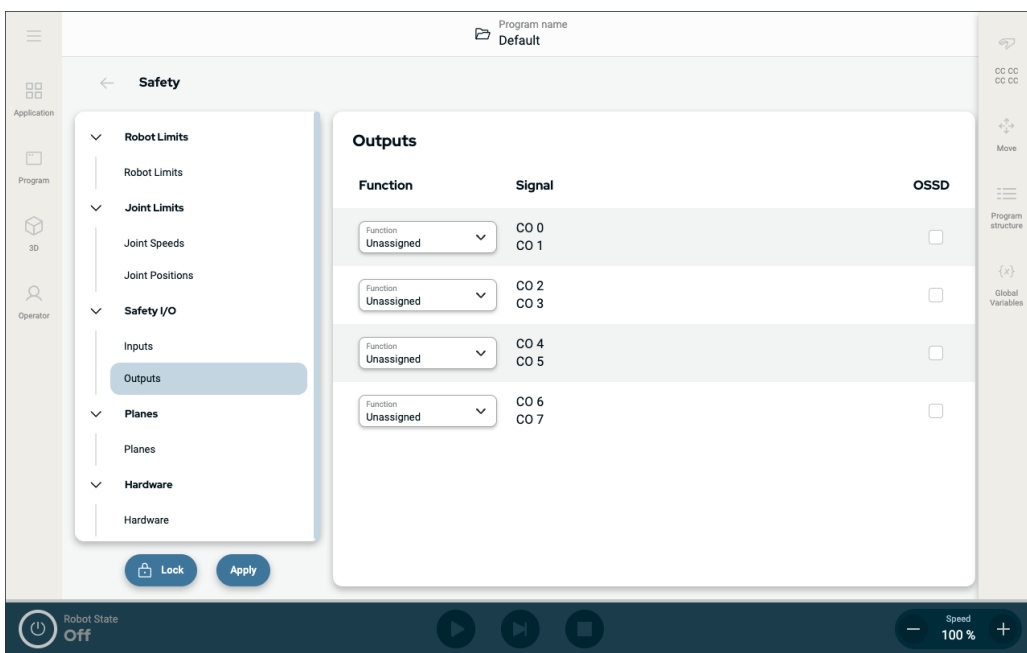 Program name
Default
Application
Program
3D
Operator
Safety
Robot Limits
Robot Limits
Joint Limits
Joint Speeds
Joint Positions
Safety I/O
Inputs
Outputs
Planes
Planes
Hardware
Hardware
Lock
Apply
Outputs
Function
Signal
OSSD
Function
Unassigned
CO 0
CO 1
Function
Unassigned
CO 2
CO 3
Function
Unassigned
CO 4
CO 5
Function
Unassigned
CO 6
CO 7
CC CC
CC CC
Move
Program
structure
{x}
Global
Variables
Robot State
Off
Speed
100 %